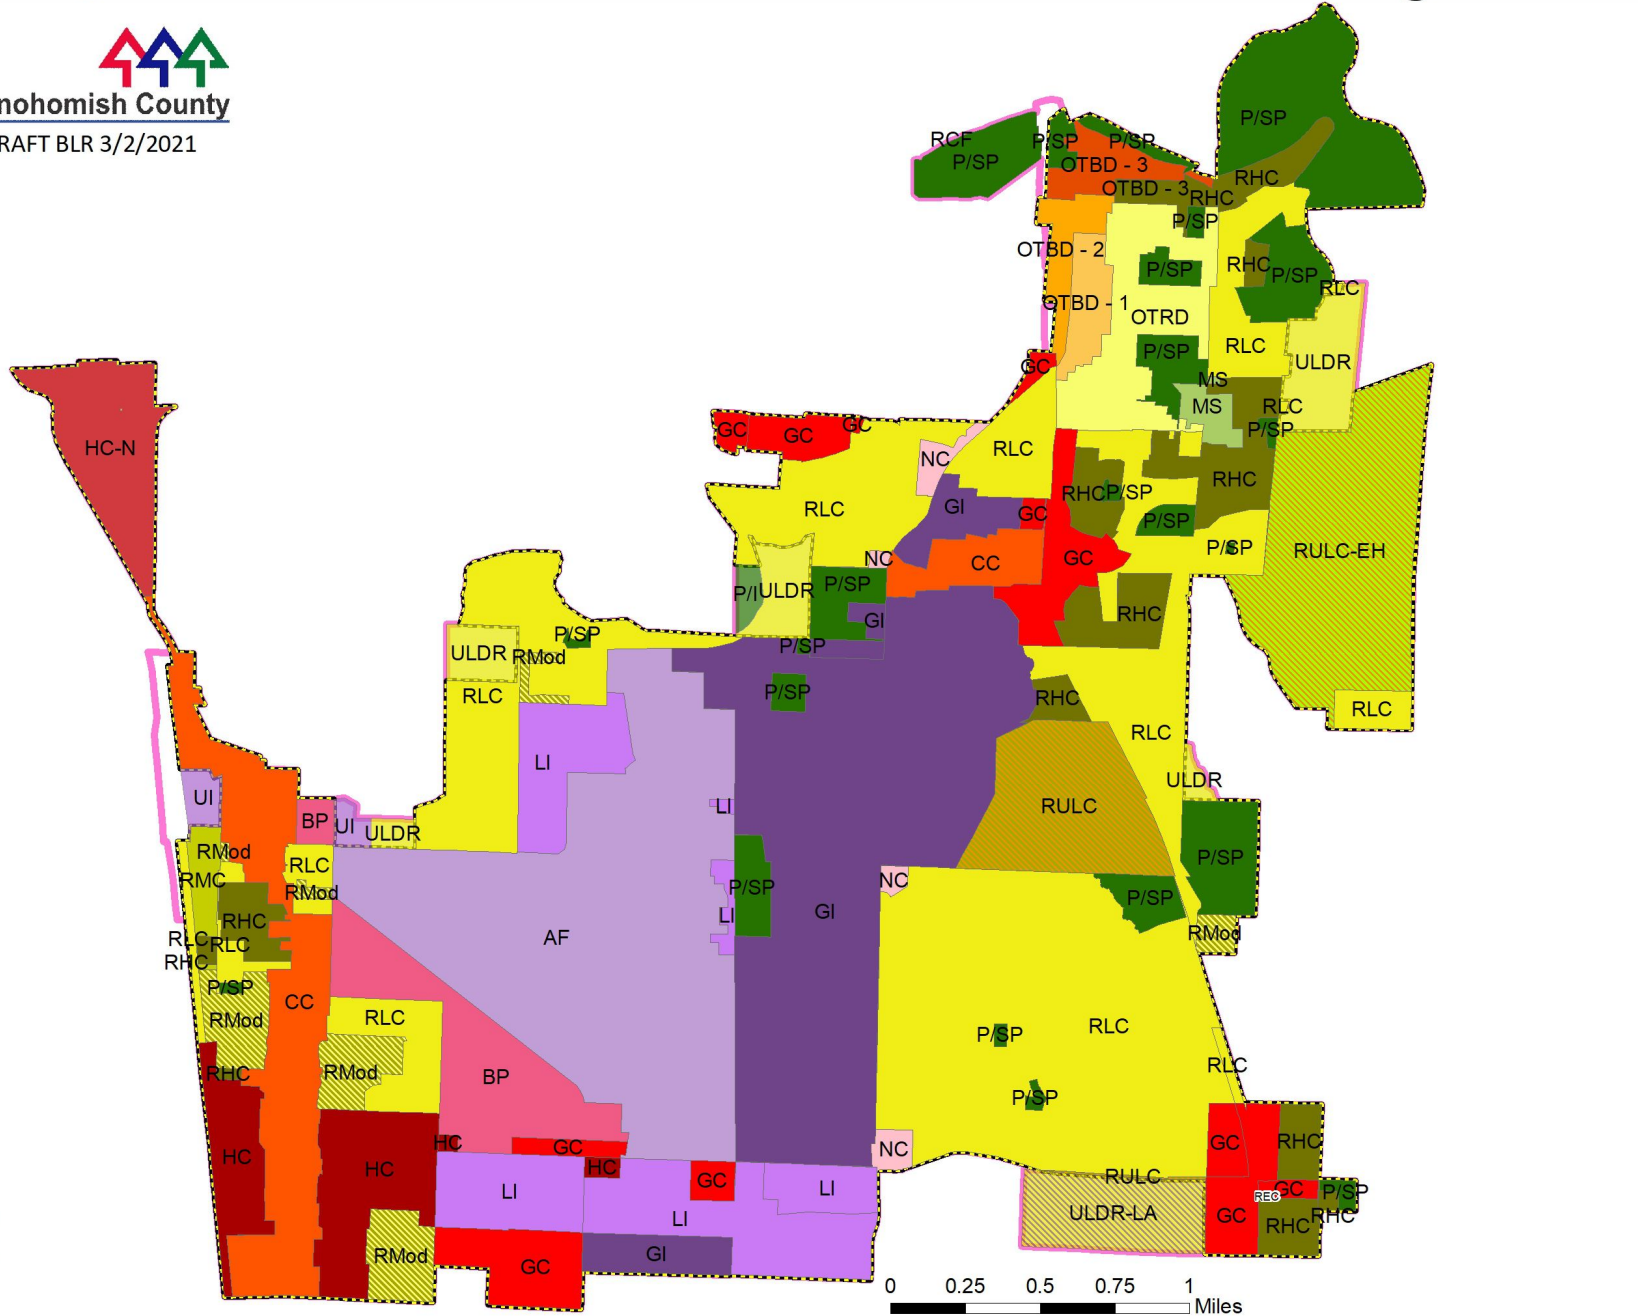 nohomish County
RAFT BLR 3/2/2021
P/SP
RCF
P/SP
P/SP
P/SP
OTBD - 3
OTBD - 3
RHC
RHC
P/SP
OTBD - 2
P/SP
RHC
P/SP
RLC
OTBD - 1
OTRD
RLC
P/SP
ULDR
GC
MS
MS
RLC
P/SP
GC
GC
GC
HC-N
NC
RLC
RHC
RHC
P/SP
RLC
GI
GC
P/SP
P/SP
RULC-EH
NC
CC
GC
P/I
ULDR
P/SP
GI
RHC
P/SP
P/SP
ULDR
RMod
RLC
P/SP
RHC
RLC
RLC
LI
ULDR
UI
LI
RULC
BP
UI
ULDR
RMod
RLC
P/SP
RMC
RMod
P/SP
NC
P/SP
RHC
LI
GI
RLC
RLC
AF
RMod
RHC
P/SP
CC
RMod
RLC
P/SP
RLC
RLC
RHC
RMod
BP
P/SP
HC
HC
HC
GC
NC
GC
RHC
HC
GC
RULC
LI
LI
GC
P/SP
REC
LI
ULDR-LA
GC
RHC
RHC
RMod
GI
GC
0 0.25 0.5 0.75 1
Miles